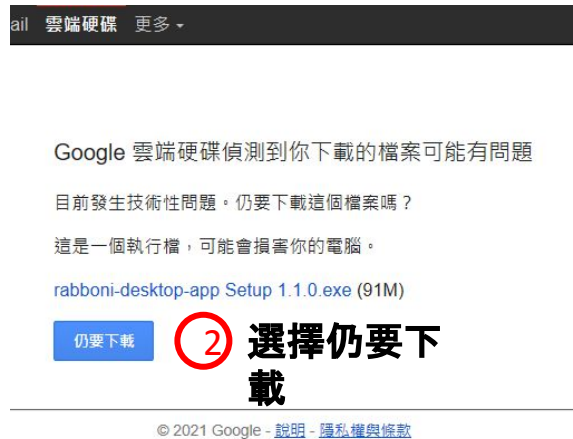 ail 雲端硬碟 更多
Google 雲端硬碟偵測到你下載的檔案可能有問題
目前發生技術性問題。仍要下載這個檔案嗎？
這是一個執行檔，可能會損害你的電腦。
rabboni-desktop-app Setup 1.1.0.exe (91M)
仍要下載
2 選擇仍要下
載
© 2021 Google - 說明 - 隱私權與條款